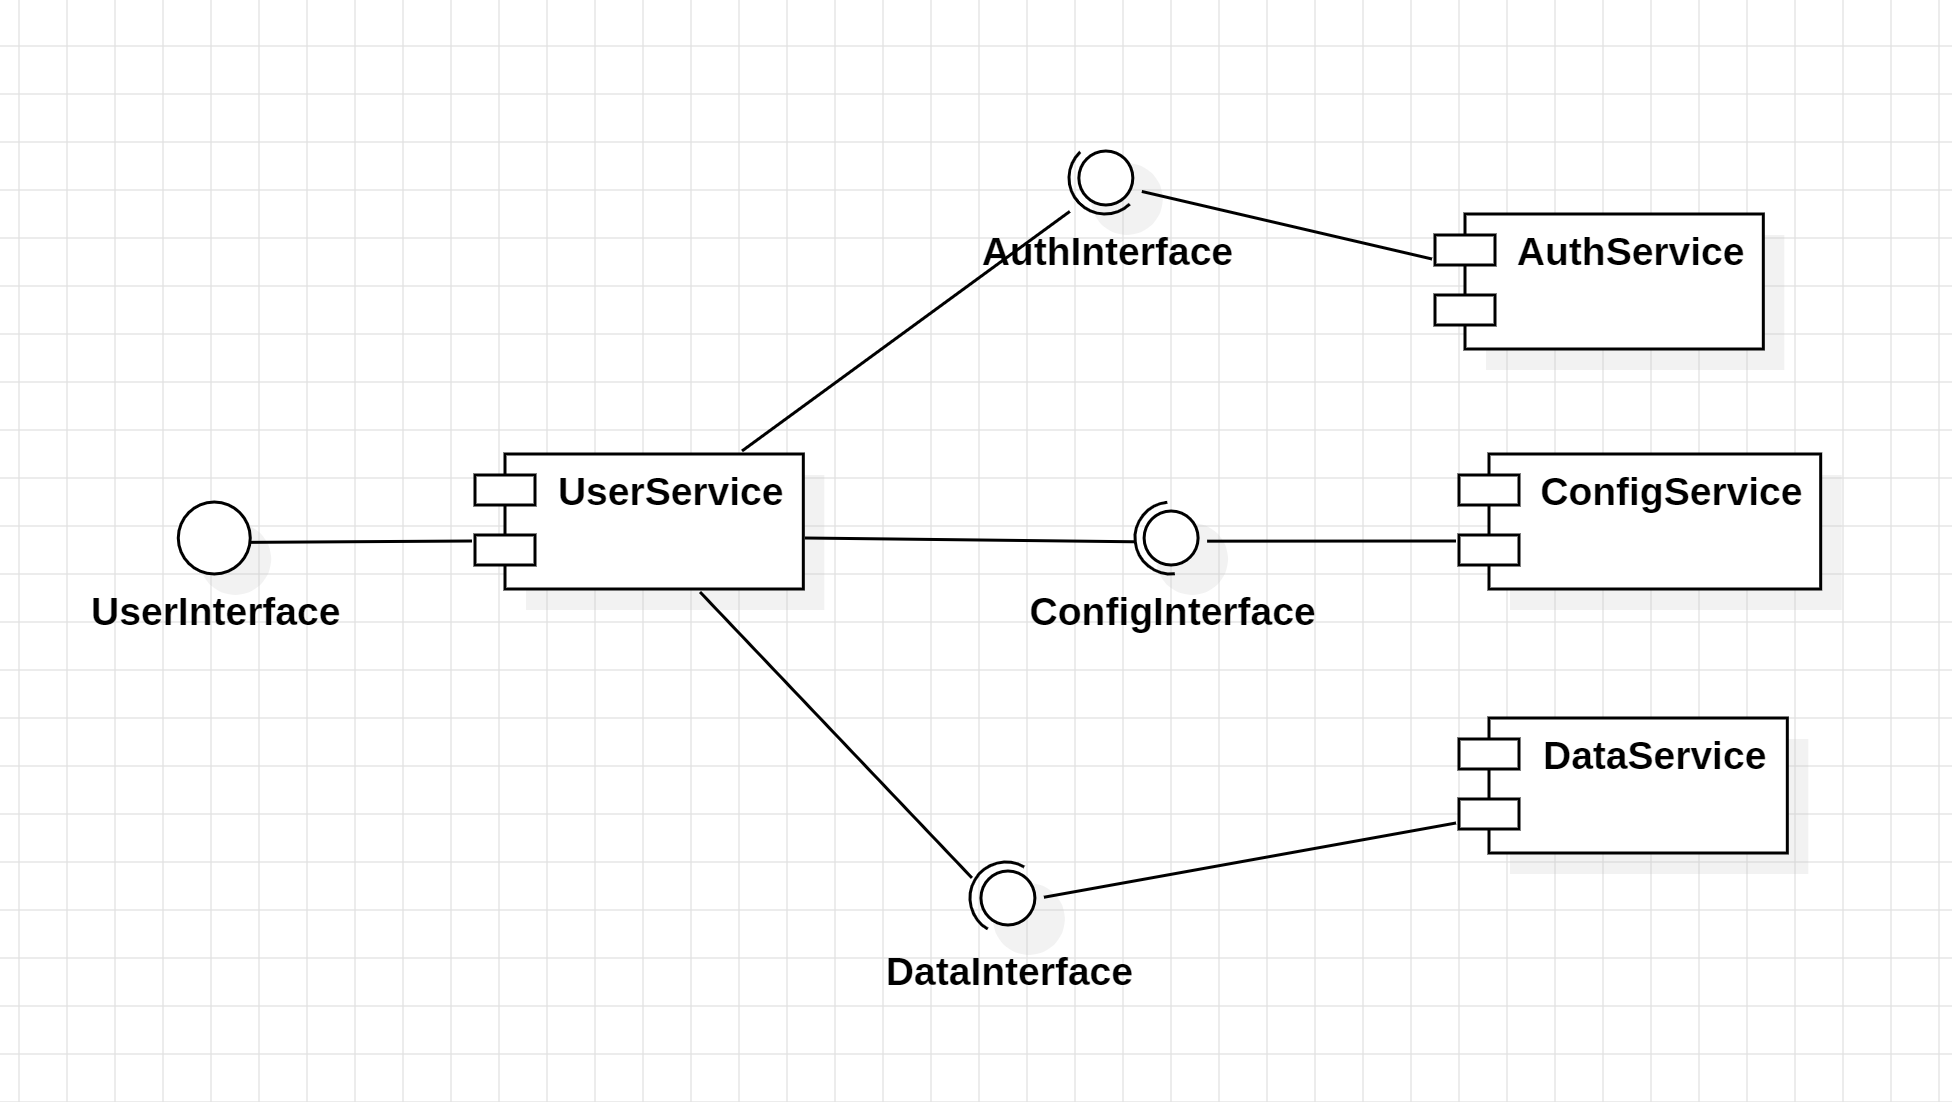 AuthInterface
AuthService
UserService
ConfigService
UserInterface
ConfigInterface
DataService
DataInterface